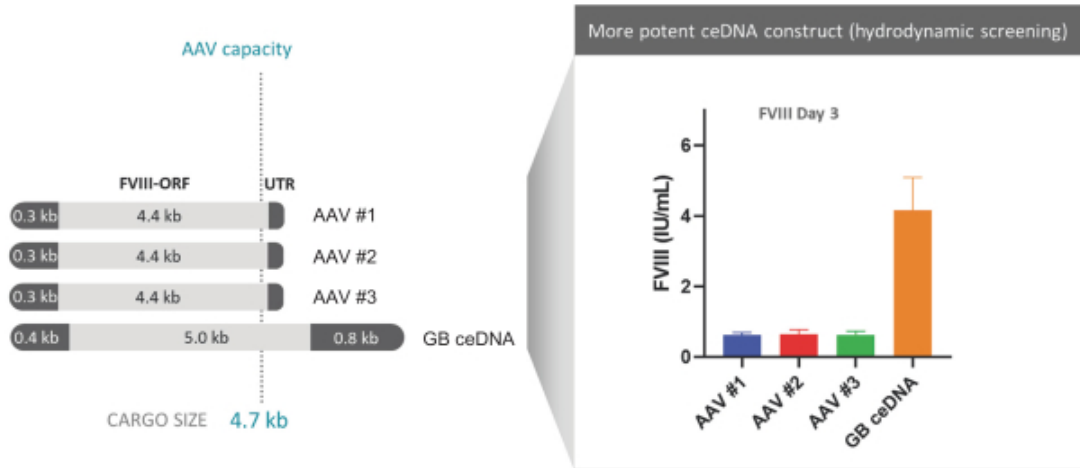 AAV capacity
FVIII-ORF UTR
0.3 kb 4.4 kb AAV #1
0.3 kb 4.4 kb AAV #2
0.3 kb 4.4 kb AAV #3
0.4 kb 5.0 kb 0.8 kb GB ceDNA
CARGO SIZE 4.7 kb
More potent ceDNA construct (hydrodynamic screening)
FVIII Day 3
FVIII (IU/mL)
6
4
2
0
AAV #1
AAV #2
AAV #3
GB ceDNA